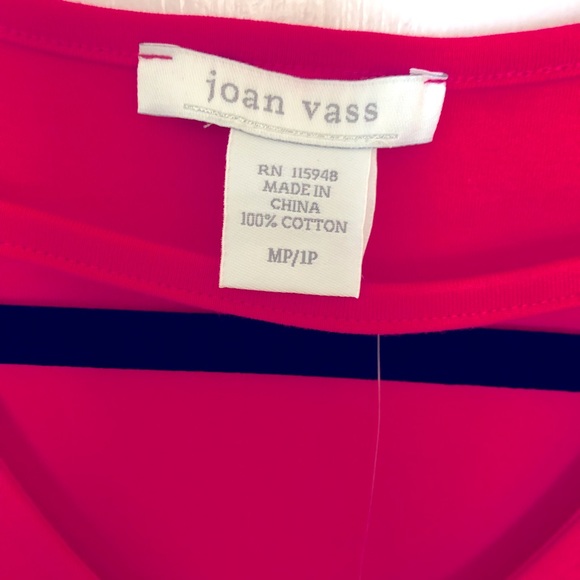 joan vass
RN 115948
MADE IN
CHINA
100% COTTON
MP/1P